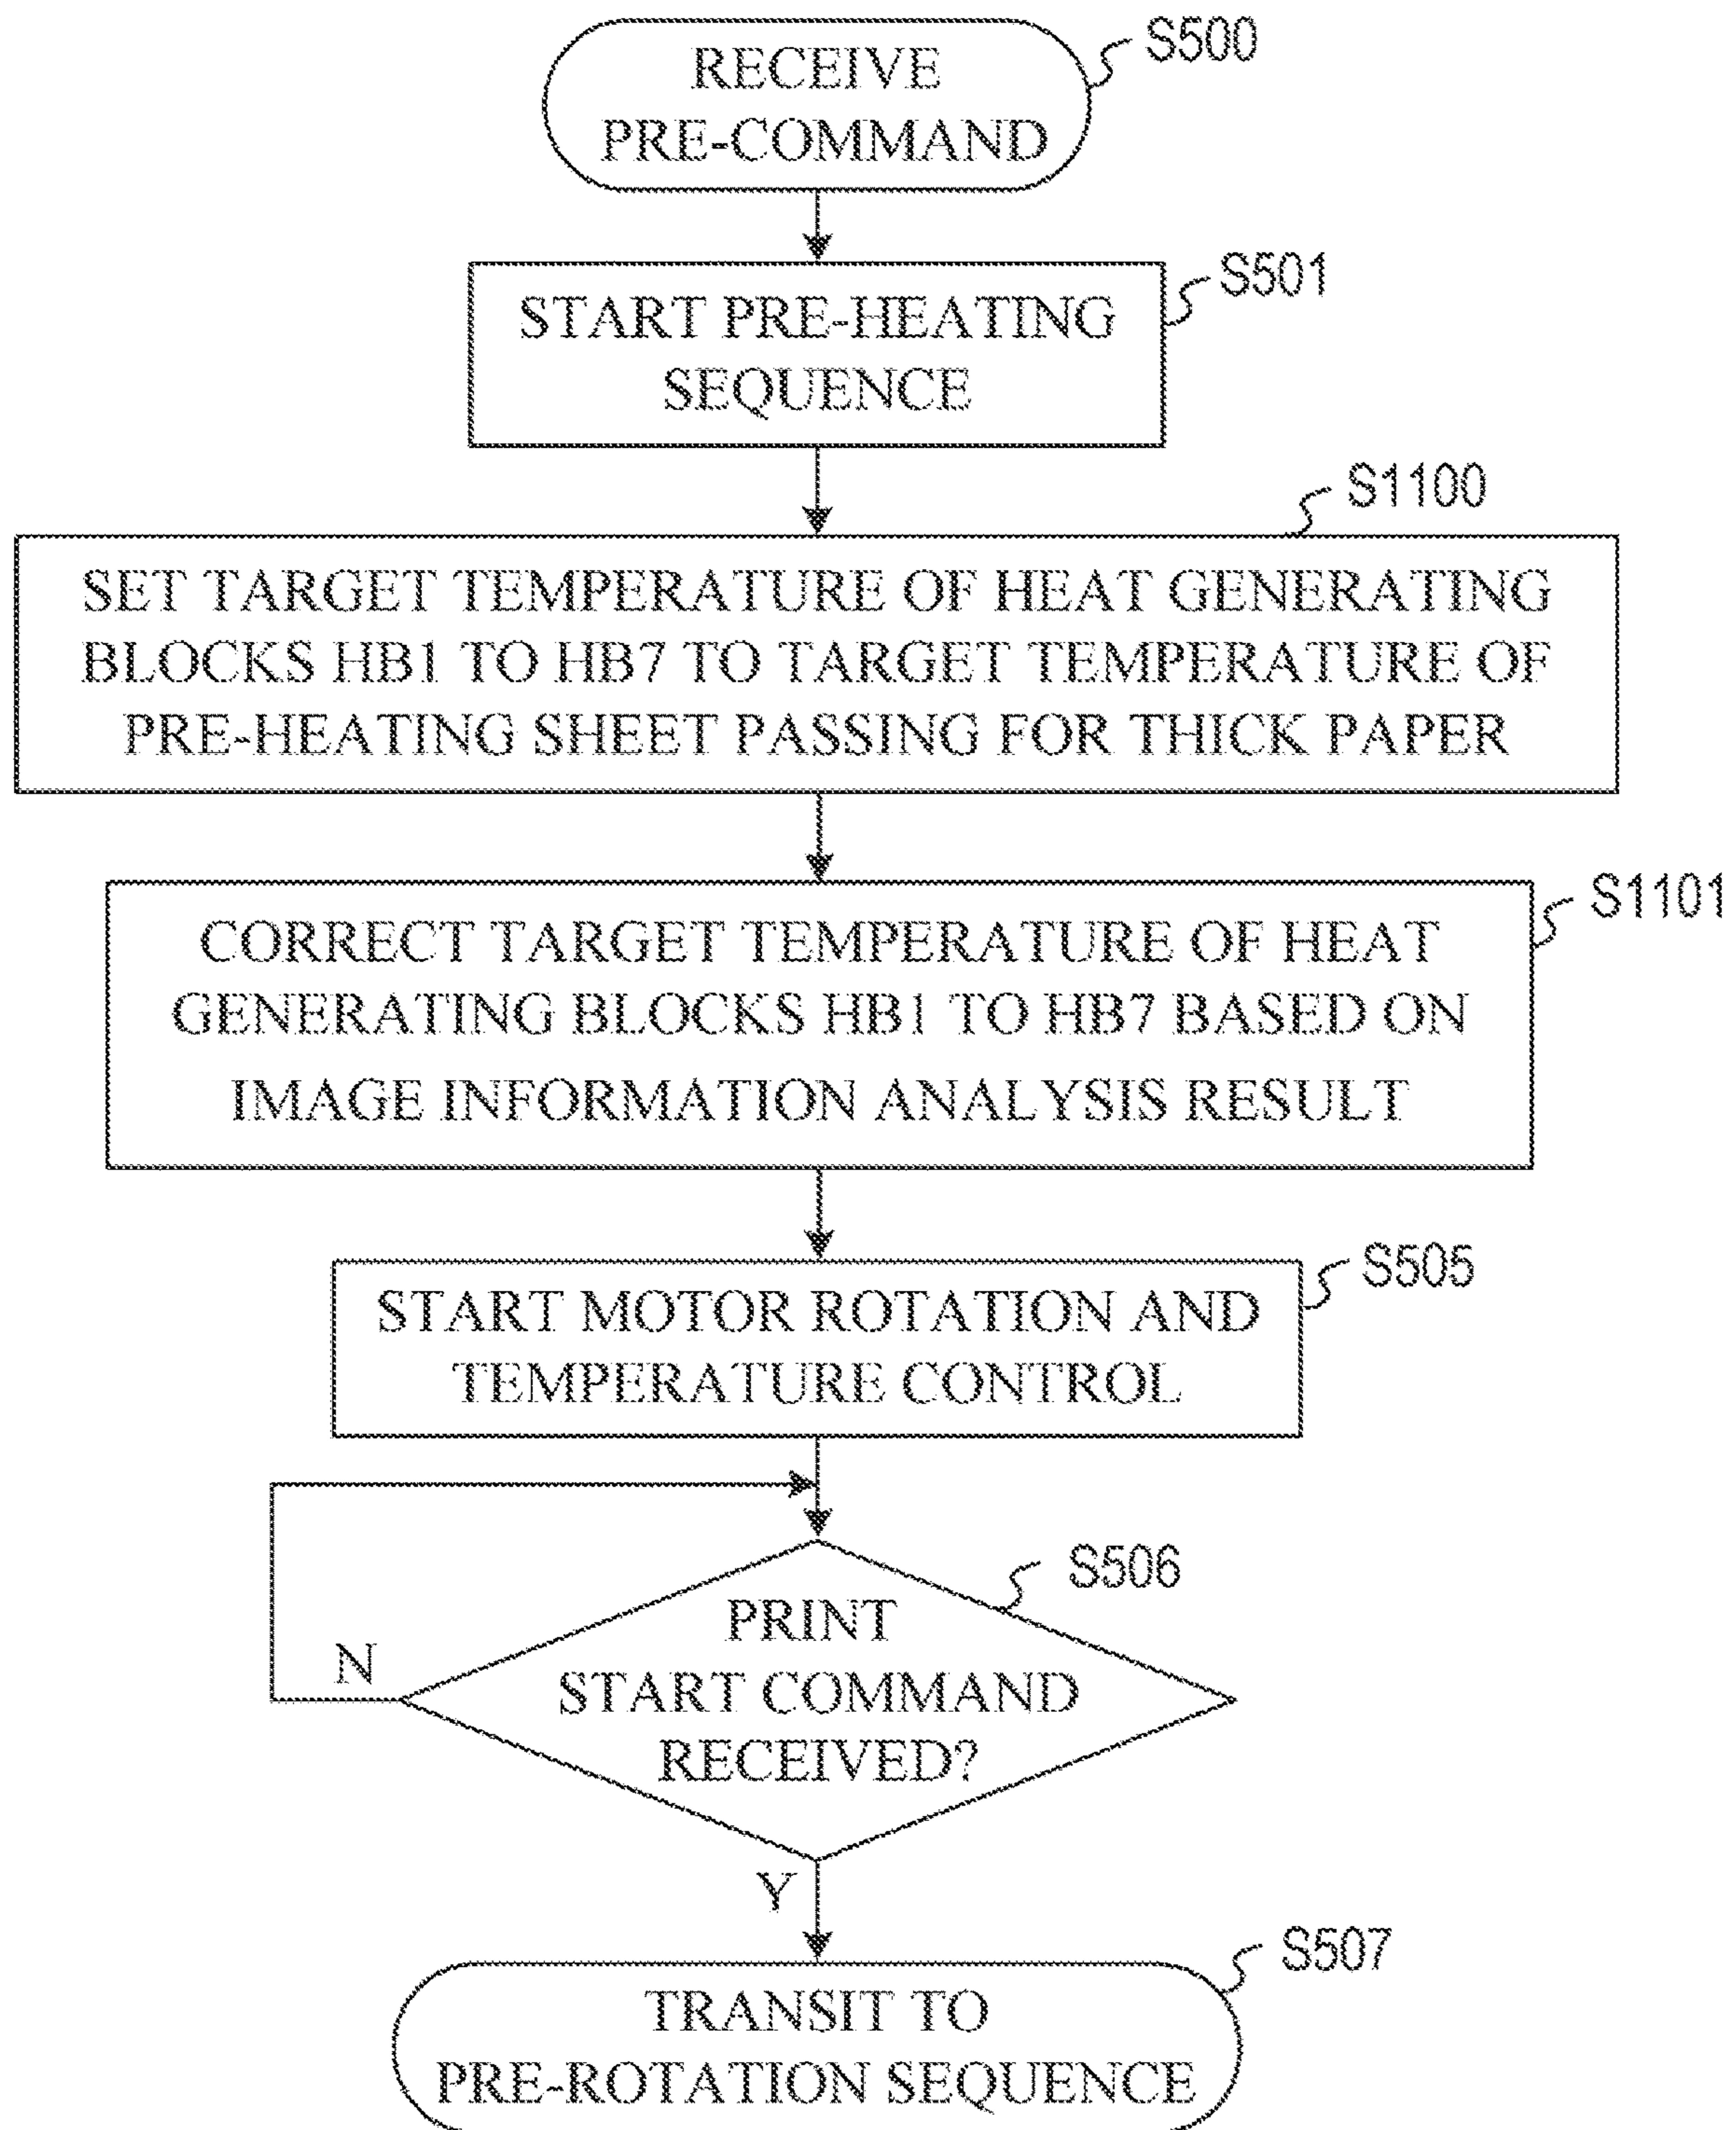 RECEIVE
PRE-COMMAND
S500
START PRE-HEATING
SEQUENCE
S501
S1100
SET TARGET TEMPERATURE OF HEAT GENERATING
BLOCKS HB1 TO HB7 TO TARGET TEMPERATURE OF
PRE-HEATING SHEET PASSING FOR THICK PAPER
S1101
CORRECT TARGET TEMPERATURE OF HEAT
GENERATING BLOCKS HB1 TO HB7 BASED ON
IMAGE INFORMATION ANALYSIS RESULT
S505
START MOTOR ROTATION AND
TEMPERATURE CONTROL
S506
PRINT
START COMMAND
RECEIVED?
N
Y
S507
TRANSIT TO
PRE-ROTATION SEQUENCE